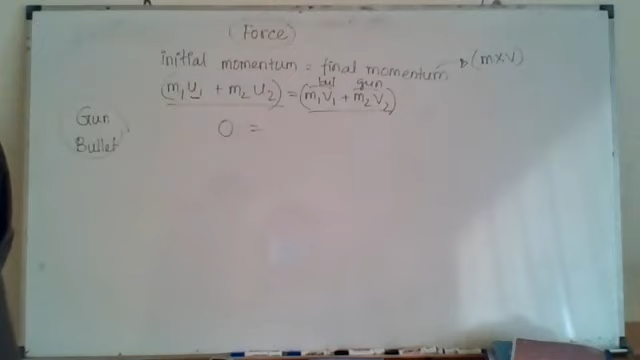 (Force)
initial momentum = final momentum → p(m×v)
bul gun
(m₁u₁ + m₂u₂) = (m₁v₁ + m₂v₂)
Gun
Bullet
0 =